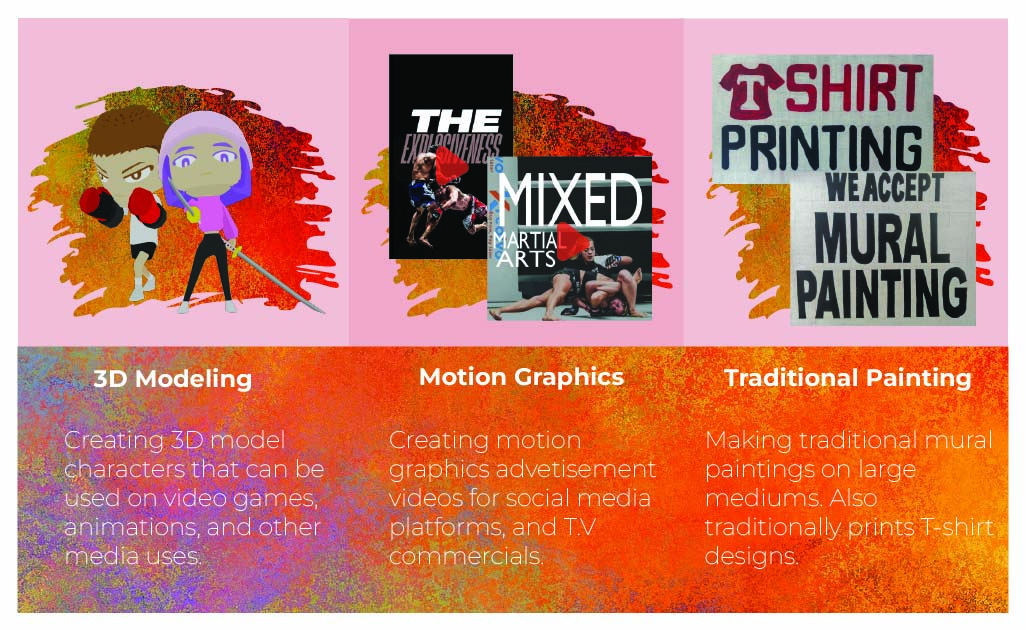 THE
EXPLOSIVENESS
MIXED
MARTIAL
ARTS
T SHIRT
PRINTING
WE ACCEPT
MURAL
PAINTING
3D Modeling
Creating 3D model
characters that can be
used on video games,
animations, and other
media uses.
Motion Graphics
Creating motion
graphics advetisement
videos for social media
platforms, and T.V
commercials.
Traditional Painting
Making traditional mural
paintings on large
mediums. Also
traditionally prints T-shirt
designs.